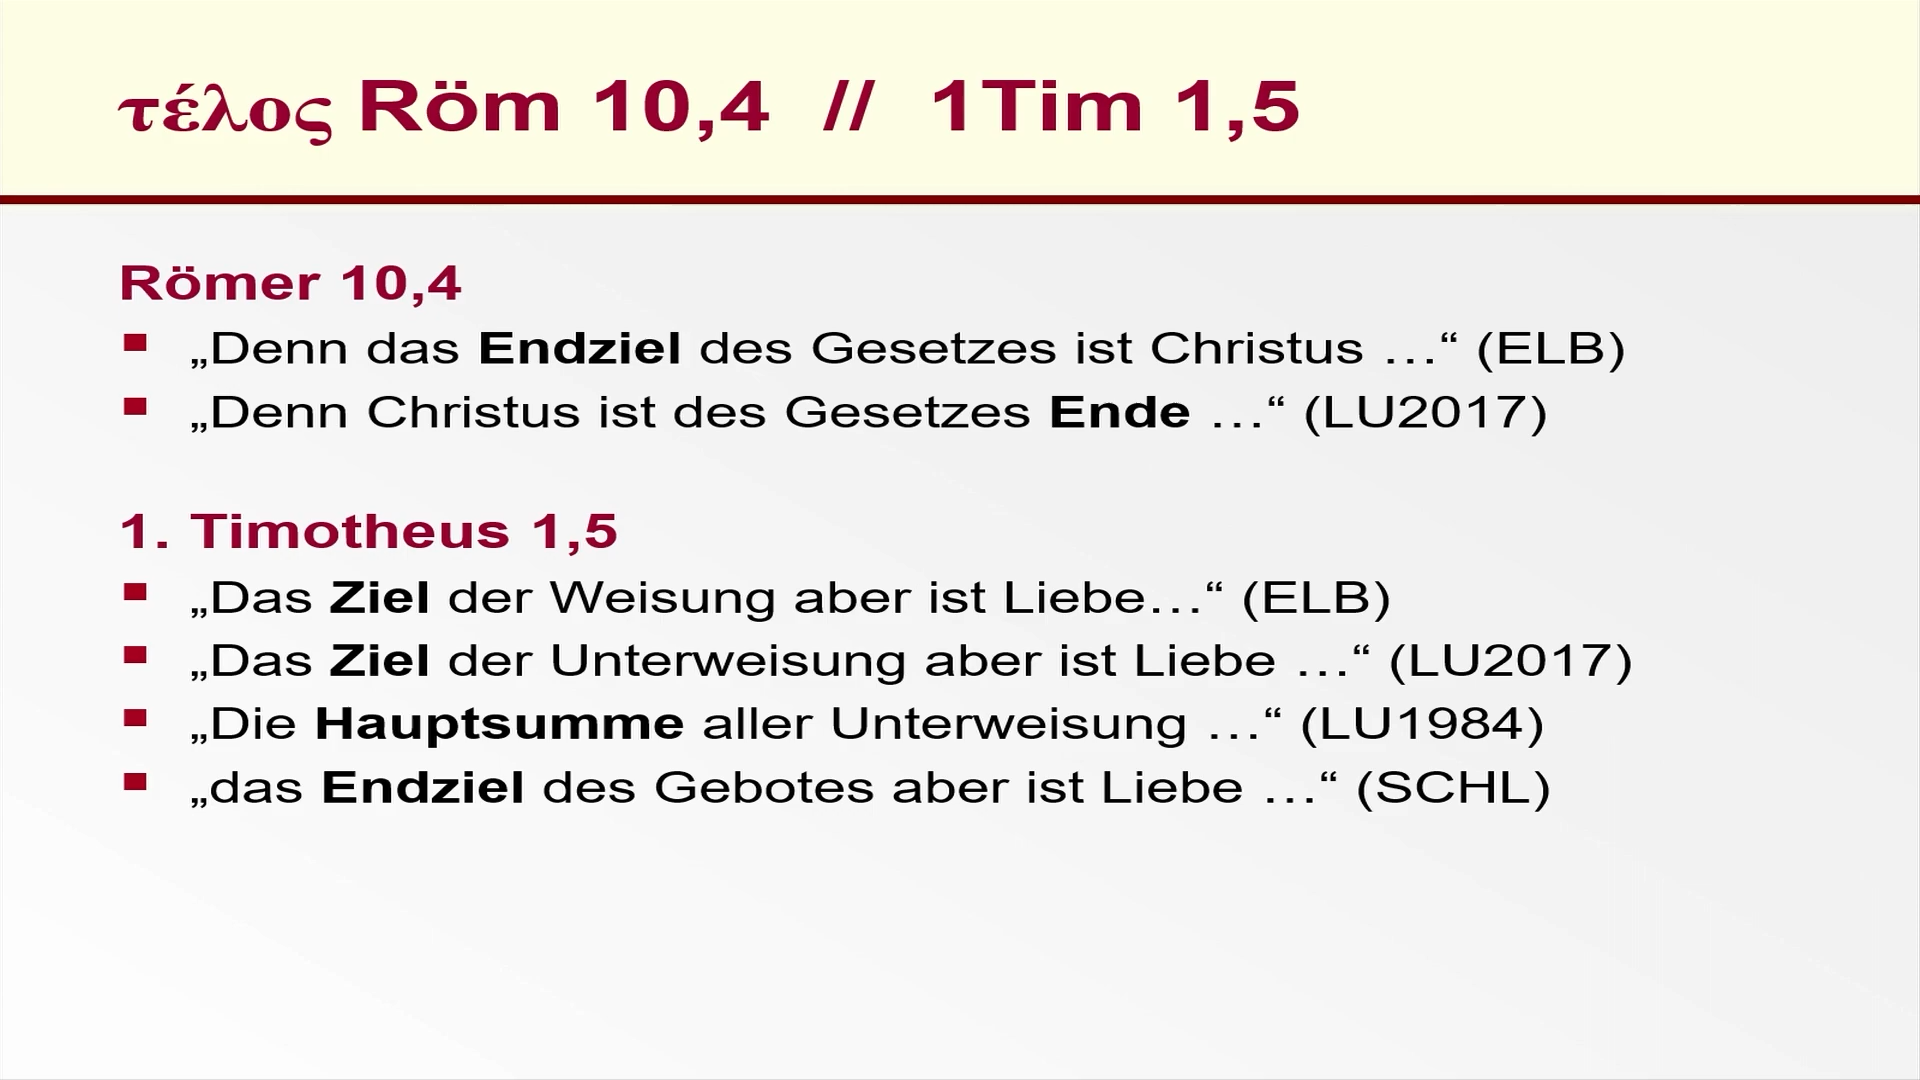 τέλος Röm 10,4 // 1Tim 1,5
Römer 10,4
„Denn das Endziel des Gesetzes ist Christus …“ (ELB)
„Denn Christus ist des Gesetzes Ende …“ (LU2017)
1. Timotheus 1,5
„Das Ziel der Weisung aber ist Liebe…“ (ELB)
„Das Ziel der Unterweisung aber ist Liebe …“ (LU2017)
„Die Hauptsumme aller Unterweisung …“ (LU1984)
„das Endziel des Gebotes aber ist Liebe …“ (SCHL)